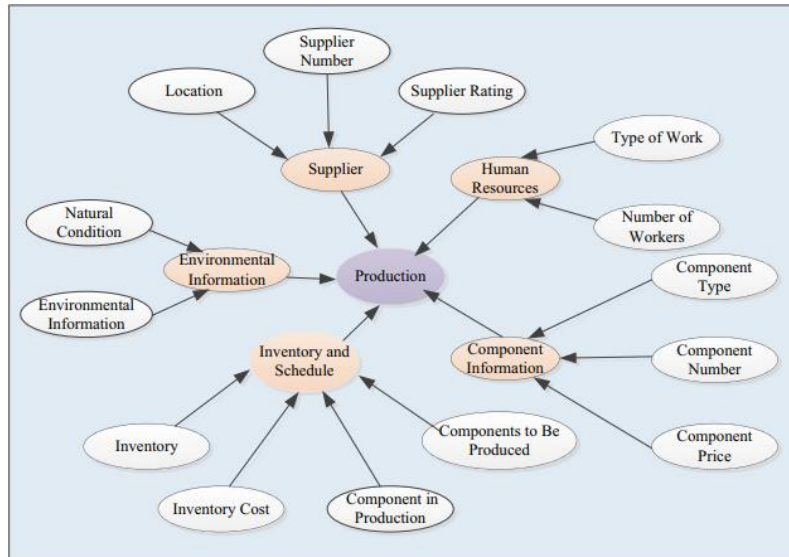 Supplier
Number
Location
Supplier Rating
Type of Work
Supplier
Human
Resources
Natural
Condition
Number of
Workers
Environmental
Information
Production
Component
Type
Environmental
Information
Inventory and
Schedule
Component
Information
Component
Number
Inventory
Components to Be
Produced
Component
Price
Inventory Cost
Component in
Production